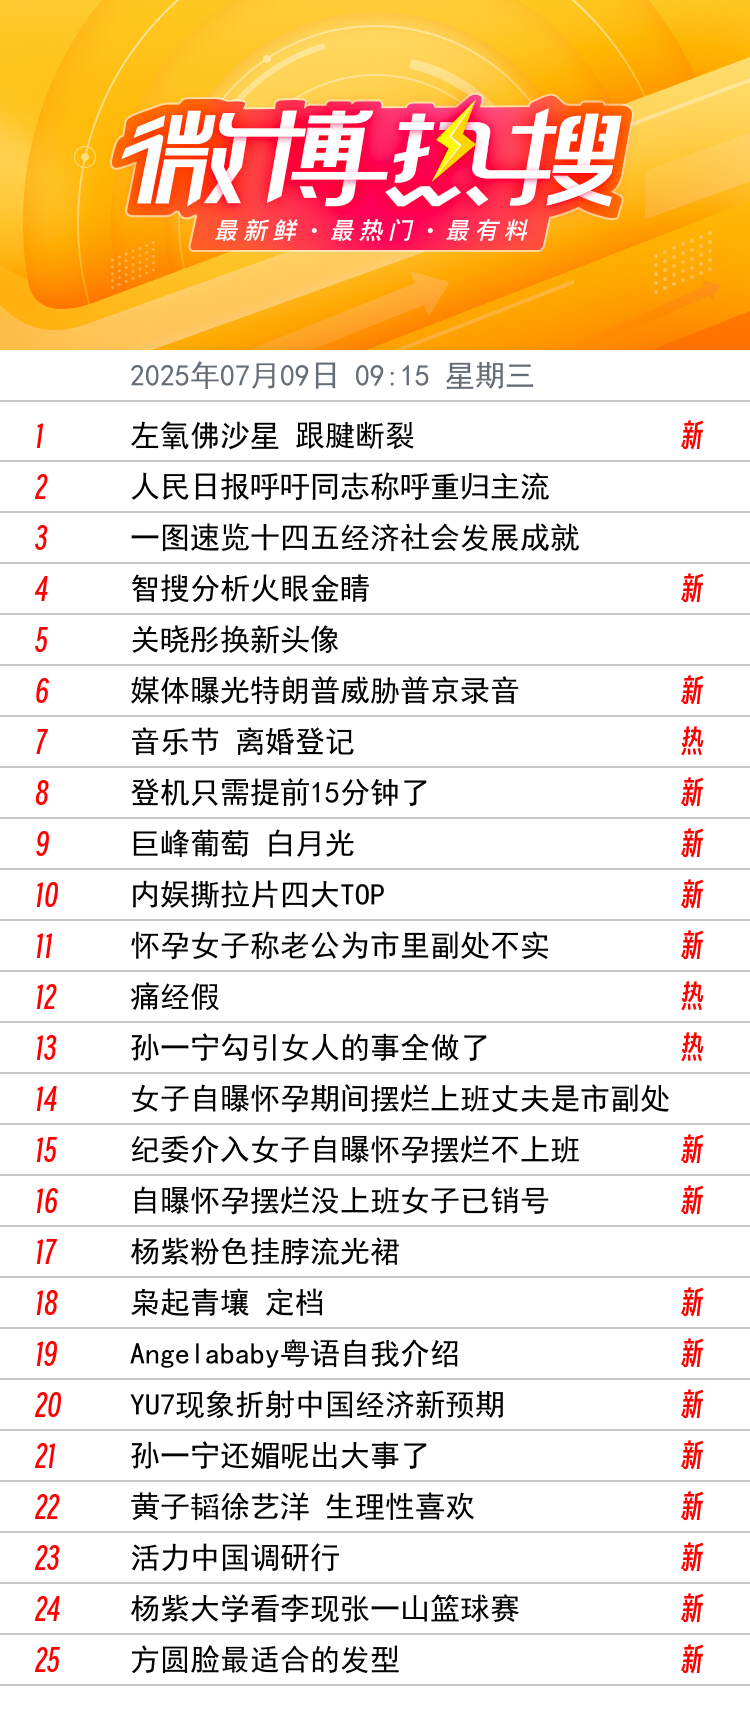 微博热搜
最新鲜·最热门·最有料
2025年07月09日 09:15 星期三
1 左氧佛沙星 跟腱断裂 新
2 人民日报呼吁同志称呼重归主流
3 一图速览十四五经济社会发展成就
4 智搜分析火眼金睛 新
5 关晓彤换新头像
6 媒体曝光特朗普威胁普京录音 新
7 音乐节 离婚登记 热
8 登机只需提前15分钟了 新
9 巨峰葡萄 白月光 新
10 内娱撕拉片四大TOP 新
11 怀孕女子称老公为市里副处不实 新
12 痛经假 热
13 孙一宁勾引女人的事全做了 热
14 女子自曝怀孕期间摆烂上班丈夫是市副处
15 纪委介入女子自曝怀孕摆烂不上班 新
16 自曝怀孕摆烂没上班女子已销号 新
17 杨紫粉色挂脖流光裙
18 枭起青壤 定档 新
19 Angelababy粤语自我介绍 新
20 YU7现象折射中国经济新预期 新
21 孙一宁还媚呢出大事了 新
22 黄子韬徐艺洋 生理性喜欢 新
23 活力中国调研行 新
24 杨紫大学看李现张一山篮球赛 新
25 方圆脸最适合的发型 新